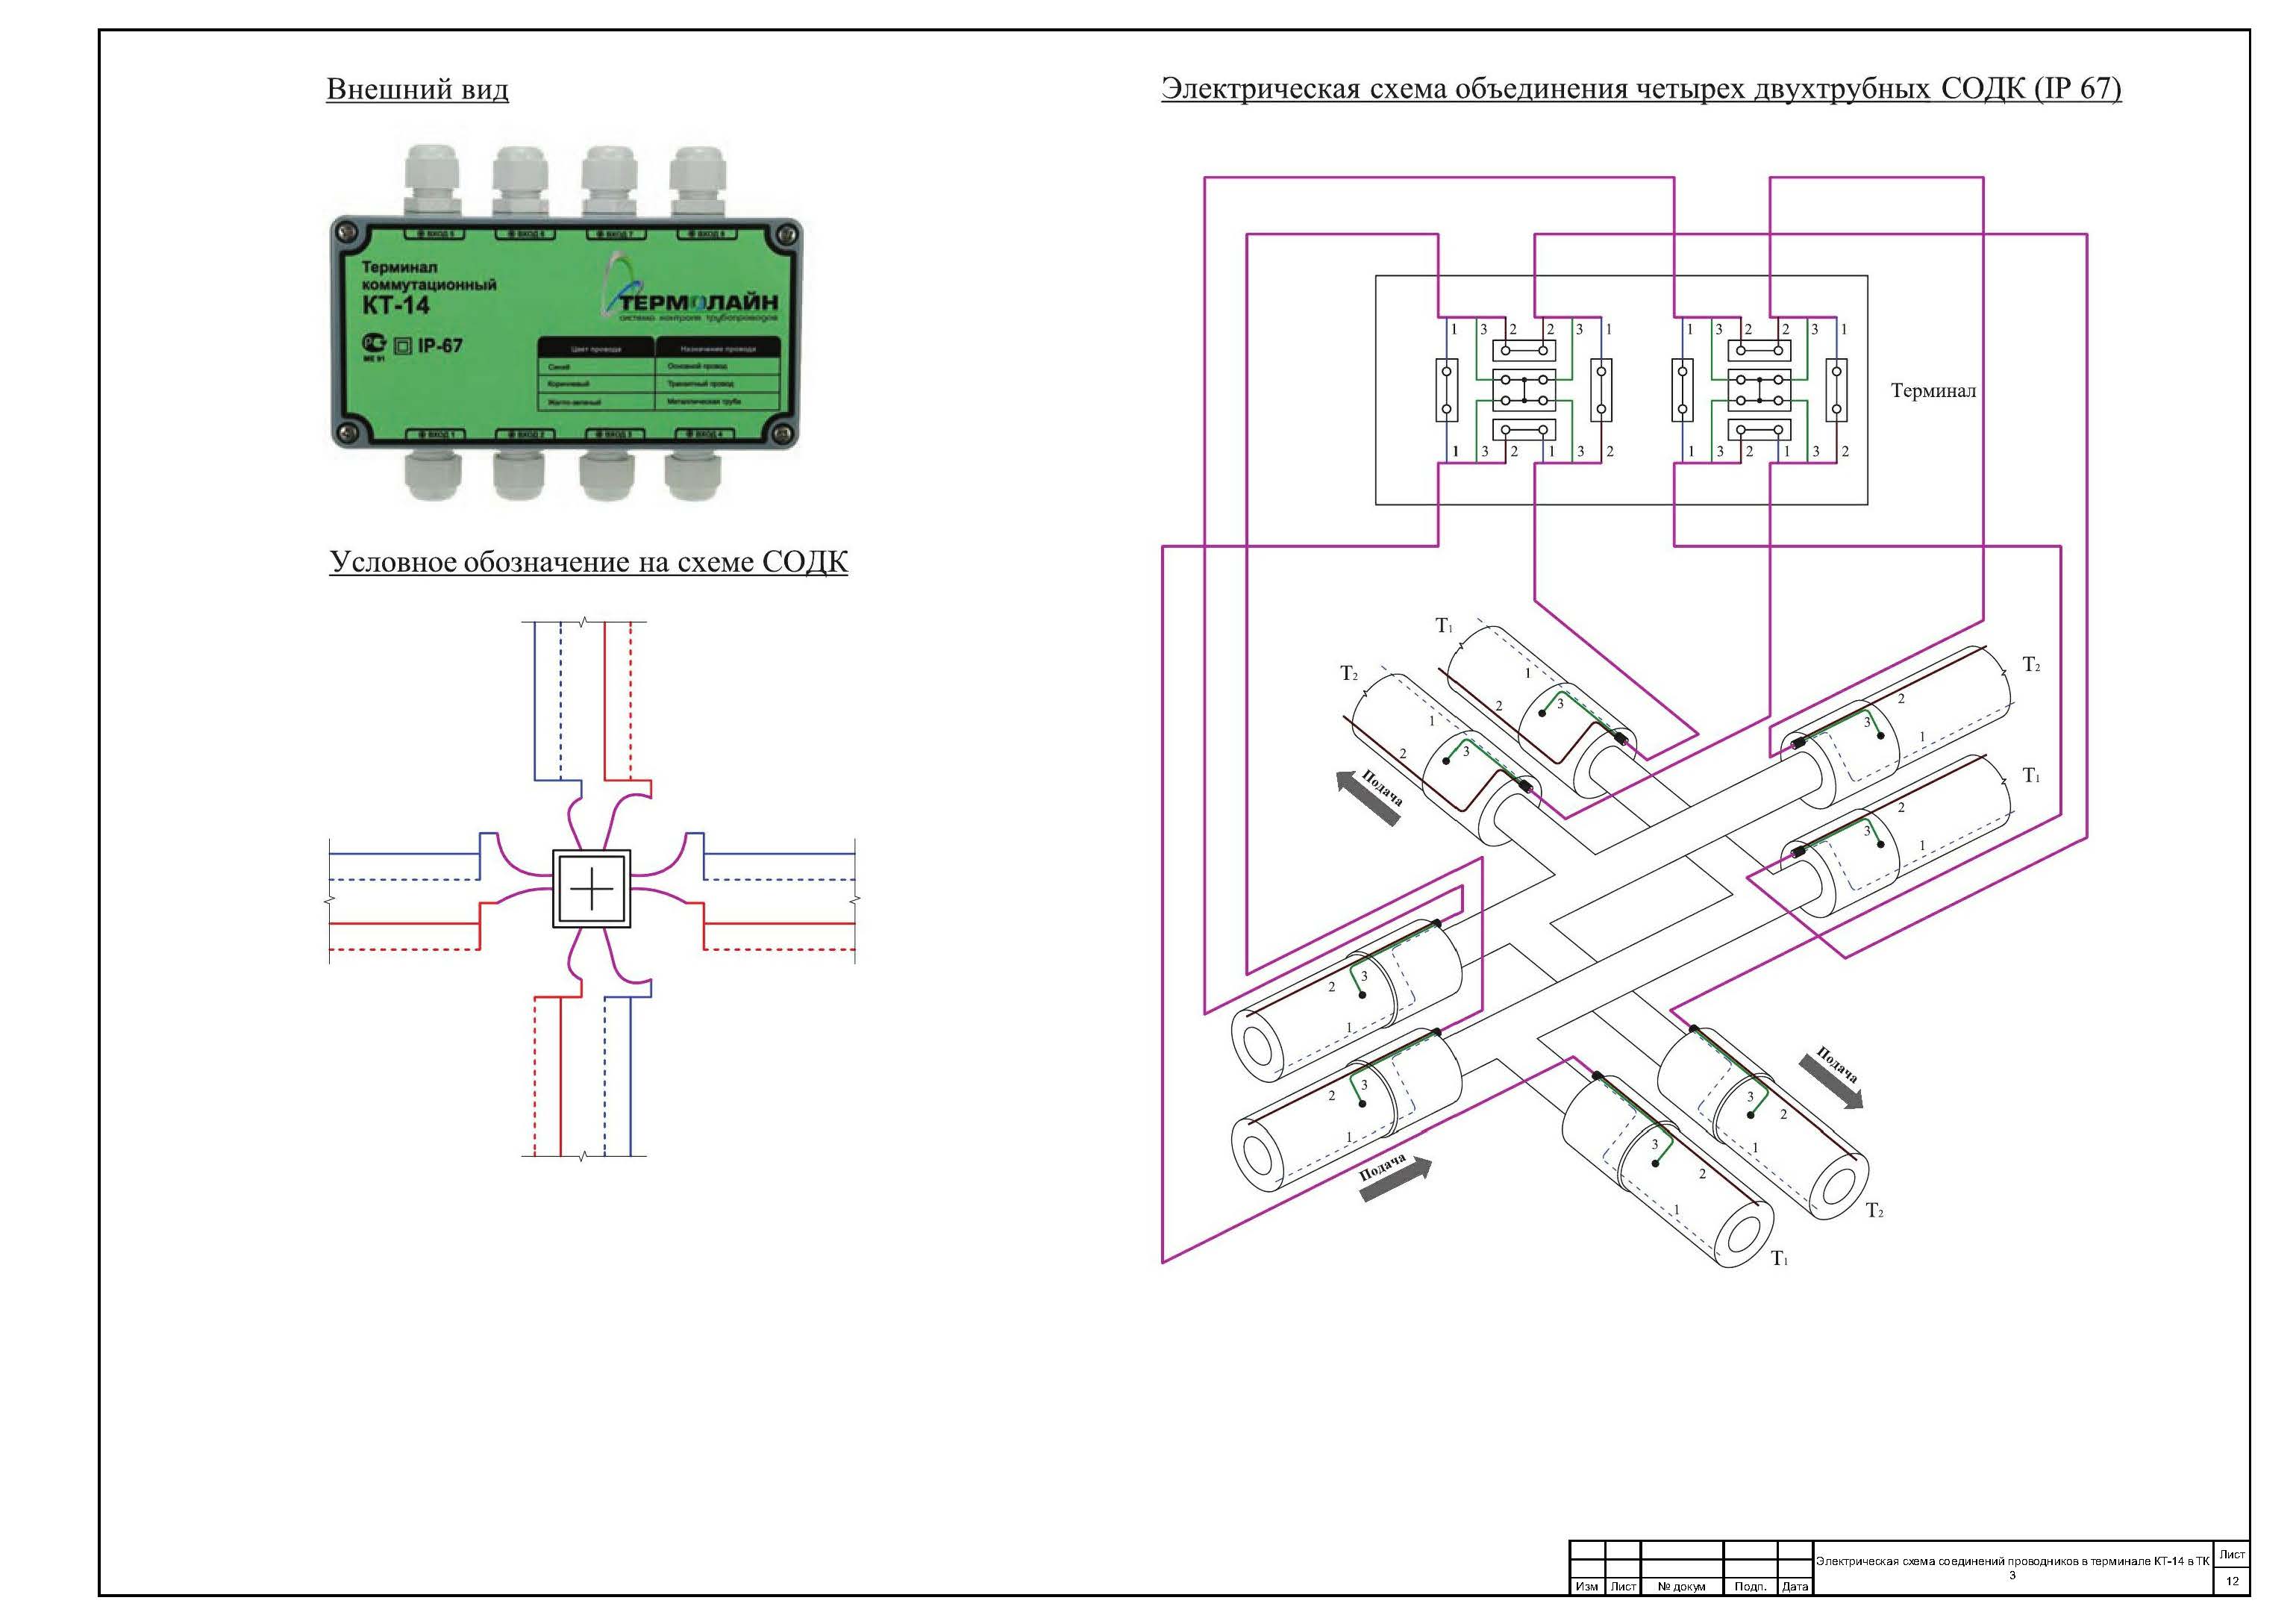 Внешний вид
Электрическая схема объединения четырех двухтрубных СОДК (IP 67)
ВХОД 5
ВХОД 6
ВХОД 7
ВХОД 8
Терминал
коммутационный
КТ-14
IP-67
ТЕРМОЛАЙН
система контроля трубопроводов
Цвет провода
Назначение провода
Синий
Основной провод
Коричневый
Транзитный провод
Желто-зеленый
Металлическая труба
ВХОД 1
ВХОД 2
ВХОД 3
ВХОД 4
1 3 2 2 3 1 1 3 2 2 3 1
Терминал
1 3 2 1 3 2 1 3 2 1 3 2
Условное обозначение на схеме СОДК
T1
T2
T2
T1
1
2
3
1
2
3
2
3
1
2
3
1
Подача
3
2
1
3
2
1
Подача
Подача
3
2
1
3
2
1
T2
T1
Изм Лист № докум Подп. Дата
Электрическая схема соединений проводников в терминале КТ-14 в ТК
3
Лист
12